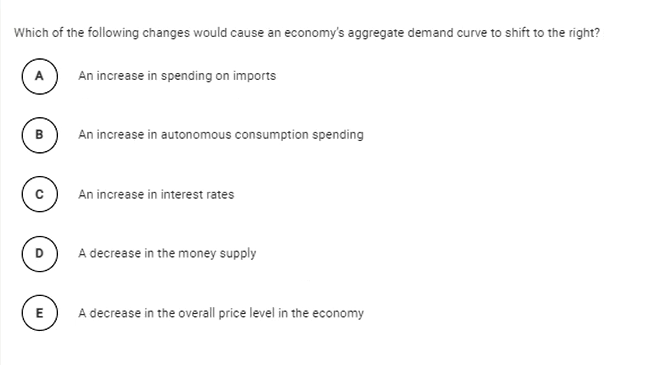 Which of the following changes would cause an economy's aggregate demand curve to shift to the right?
A An increase in spending on imports
B An increase in autonomous consumption spending
C An increase in interest rates
D A decrease in the money supply
E A decrease in the overall price level in the economy